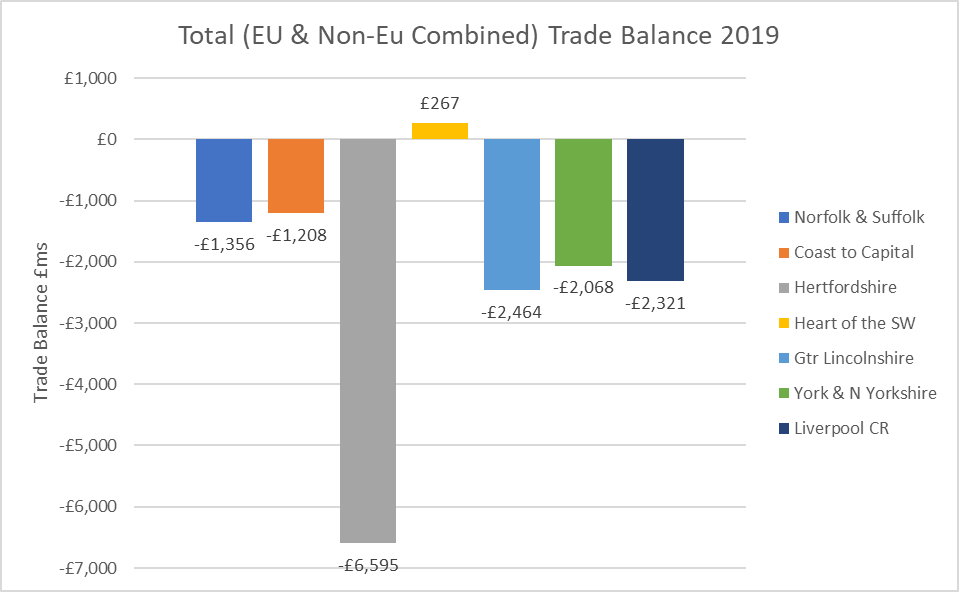 Total (EU & Non-Eu Combined) Trade Balance 2019
£1,000
£0
-£1,000
-£2,000
-£3,000
-£4,000
-£5,000
-£6,000
-£7,000
Trade Balance £ms
-£1,356
-£1,208
-£6,595
£267
-£2,464
-£2,068
-£2,321
Norfolk & Suffolk
Coast to Capital
Hertfordshire
Heart of the SW
Gtr Lincolnshire
York & N Yorkshire
Liverpool CR